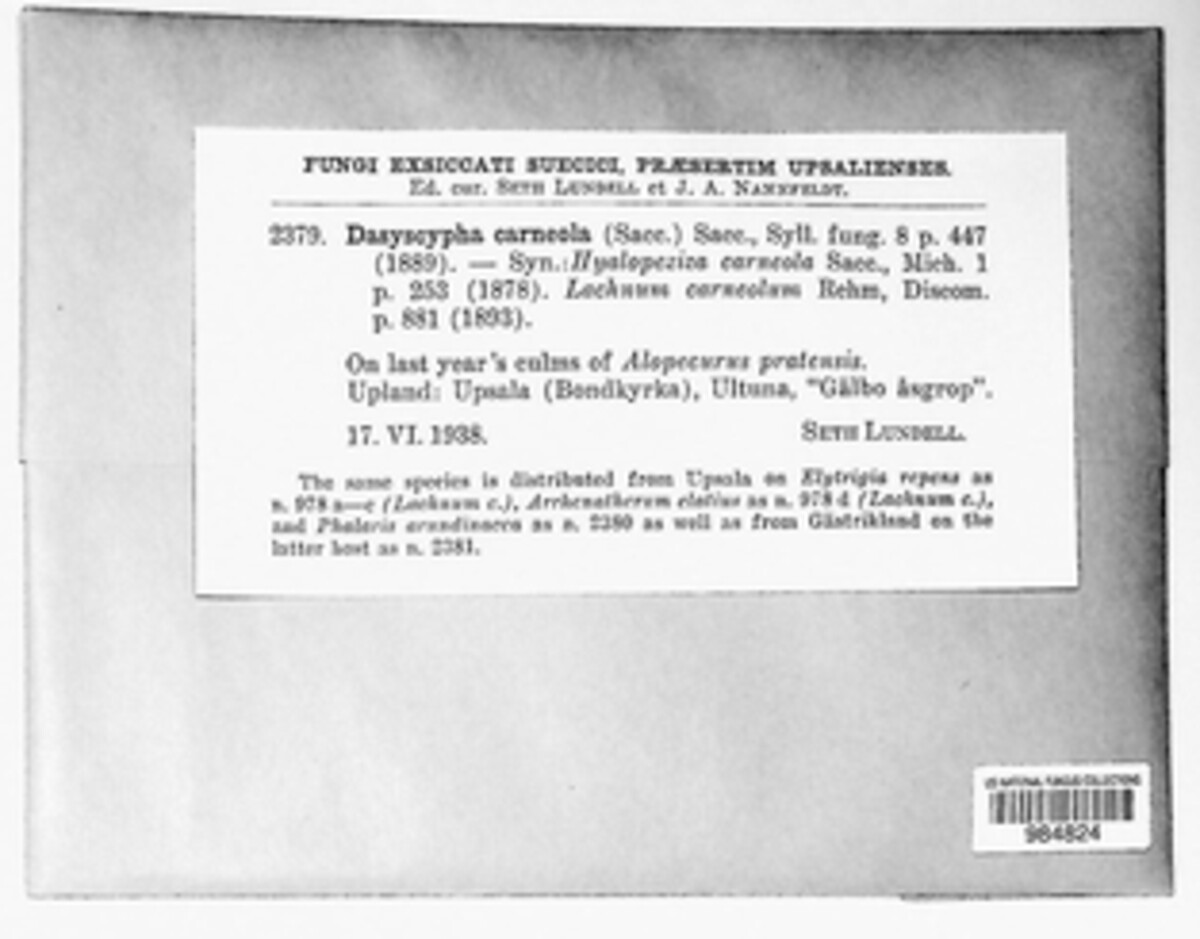 FUNGI EXSICCATI SUECICI, PRÆSERTIM UPSALIENSES.
Ed. cur. SETH LUNDELL et J. A. NANNFELDT.
2379. Dasyscypha carneola (Sacc.) Sacc., Syll. fung. 8 p. 447
(1889). — Syn.: Hyalopeziza carneola Sacc., Mich. 1
p. 253 (1878). Lachnum carneolum Rehm, Discom.
p. 881 (1893).
On last year's culms of Alopecurus pratensis.
Upland: Upsala (Bondkyrka), Ultuna, "Gälbo åsgrop".
17. VI. 1938. SETH LUNDELL.
The same species is distributed from Upsala on Elytrigia repens as
n. 978 a—c (Lachnum c.), Arrhenatherum elatius as n. 978 d (Lachnum c.),
and Phalaris arundinacea as n. 2380 as well as from Gästrikland on the
latter host as n. 2381.
US NATIONAL FUNGUS COLLECTIONS
984824